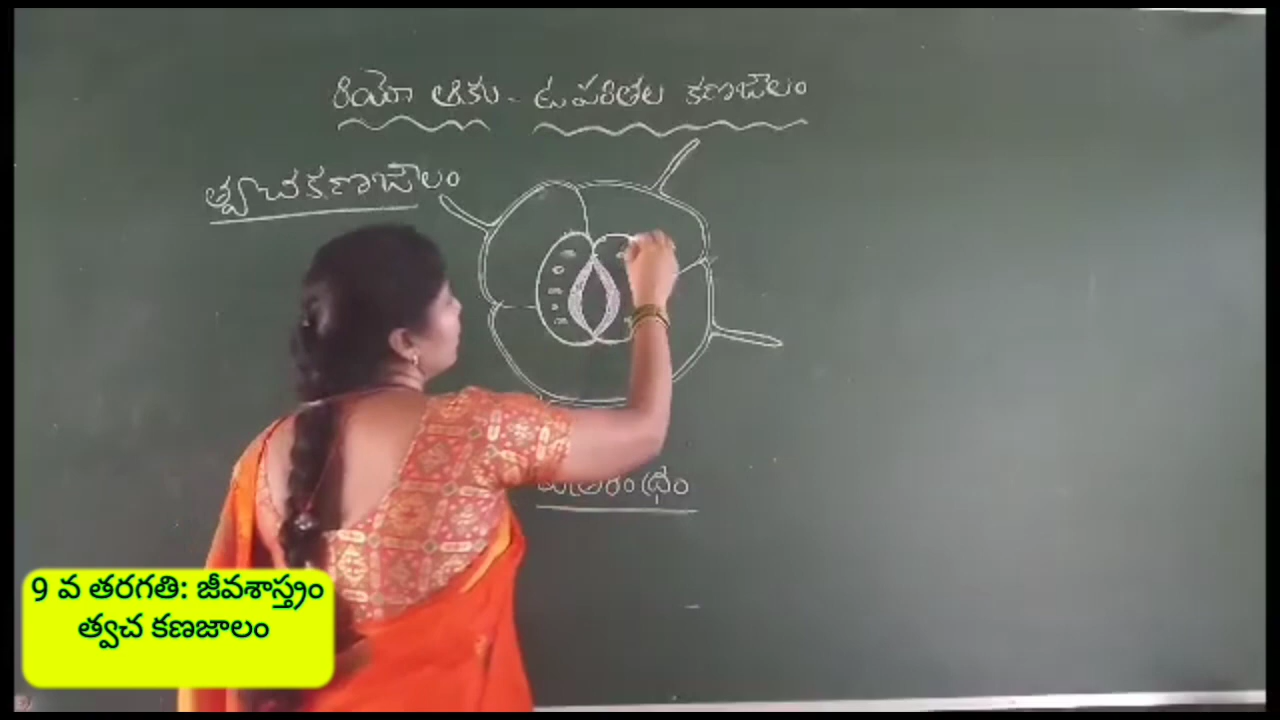 రియో ఆకు - ఉపరితల కణజాలం
త్వచకణజాలం
పత్రరంధ్రం
9 వ తరగతి: జీవశాస్త్రం
త్వచ కణజాలం